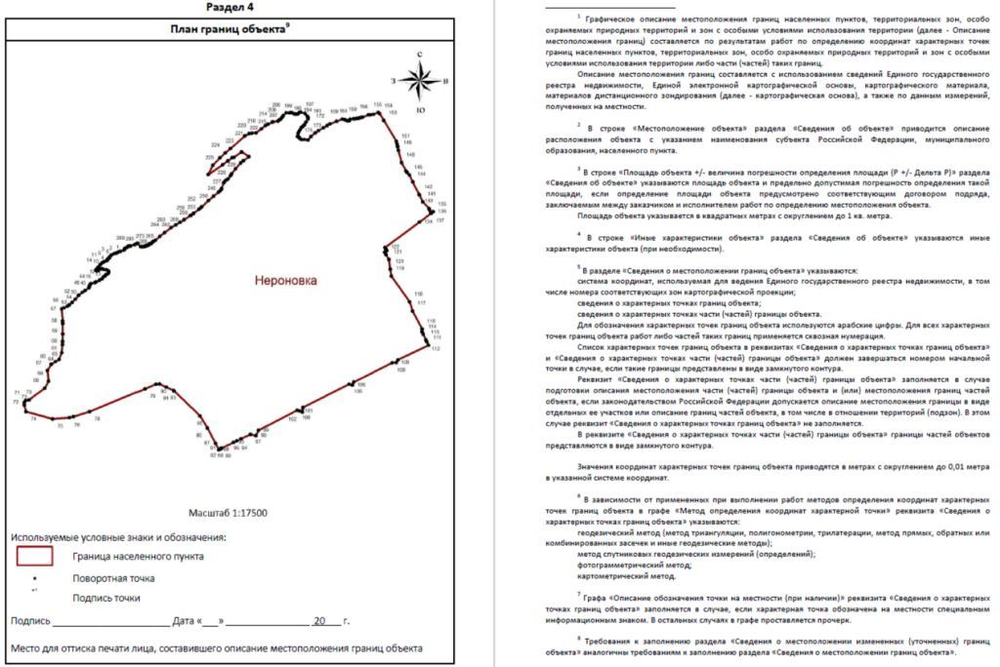 Раздел 4
План границ объекта⁹
С
З
В
Ю
Нероновка
Масштаб 1:17500
Используемые условные знаки и обозначения:
Граница населенного пункта
Поворотная точка
Подпись точки
Подпись ____________________ Дата «___» _______________ 20___ г.
Место для оттиска печати лица, составившего описание местоположения границ объекта
¹ Графическое описание местоположения границ населенных пунктов, территориальных зон, особо
охраняемых природных территорий и зон с особыми условиями использования территории (далее - Описание
местоположения границ) составляется по результатам работ по определению координат характерных точек
границ населенных пунктов, территориальных зон, особо охраняемых природных территорий и зон с особыми
условиями использования территории либо части (частей) таких границ.
Описание местоположения границ составляется с использованием сведений Единого государственного
реестра недвижимости, Единой электронной картографической основы, картографического материала,
материалов дистанционного зондирования (далее - картографическая основа), а также по данным измерений,
полученных на местности.
² В строке «Местоположение объекта» раздела «Сведения об объекте» приводится описание
расположения объекта с указанием наименования субъекта Российской Федерации, муниципального
образования, населенного пункта.
³ В строке «Площадь объекта +/- величина погрешности определения площади (P +/- Дельта P)» раздела
«Сведения об объекте» указываются площадь объекта и предельно допустимая погрешность определения такой
площади, если определение площади объекта предусмотрено соответствующим договором подряда,
заключаемым между заказчиком и исполнителем работ по определению местоположения объекта.
Площадь объекта указывается в квадратных метрах с округлением до 1 кв. метра.
⁴ В строке «Иные характеристики объекта» раздела «Сведения об объекте» указываются иные
характеристики объекта (при необходимости).
⁵ В разделе «Сведения о местоположении границ объекта» указываются:
система координат, используемая для ведения Единого государственного реестра недвижимости, в том
числе номера соответствующих зон картографической проекции;
сведения о характерных точках границ объекта;
сведения о характерных точках части (частей) границы объекта.
Для обозначения характерных точек границ объекта используются арабские цифры. Для всех характерных
точек границ объекта работ либо частей таких границ применяется сквозная нумерация.
Список характерных точек границ объекта в реквизитах «Сведения о характерных точках границ объекта»
и «Сведения о характерных точках части (частей) границы объекта» должен завершаться номером начальной
точки в случае, если такие границы представлены в виде замкнутого контура.
Реквизит «Сведения о характерных точках части (частей) границы объекта» заполняется в случае
подготовки описания местоположения части (частей) границы объекта и (или) местоположения границ частей
объекта, если законодательством Российской Федерации допускается описание местоположения границы в виде
отдельных ее участков или описание границ частей объекта, в том числе в отношении территорий (подзон). В этом
случае реквизит «Сведения о характерных точках границ объекта» не заполняется.
В реквизите «Сведения о характерных точках части (частей) границы объекта» границы частей объектов
представляются в виде замкнутого контура.
Значения координат характерных точек границ объекта приводятся в метрах с округлением до 0,01 метра
в указанной системе координат.
⁶ В зависимости от примененных при выполнении работ методов определения координат характерных
точек границ объекта в графе «Метод определения координат характерной точки» реквизита «Сведения о
характерных точках границ объекта» указываются:
геодезический метод (метод триангуляции, полигонометрии, трилатерации, метод прямых, обратных или
комбинированных засечек и иные геодезические методы);
метод спутниковых геодезических измерений (определений);
фотограмметрический метод;
картометрический метод.
⁷ Графа «Описание обозначения точки на местности (при наличии)» реквизита «Сведения о характерных
точках границ объекта» заполняется в случае, если характерная точка обозначена на местности специальным
информационным знаком. В остальных случаях в графе проставляется прочерк.
⁸ Требования к заполнению раздела «Сведения о местоположении измененных (уточненных) границ
объекта» аналогичны требованиям к заполнению раздела «Сведения о местоположении границ объекта».